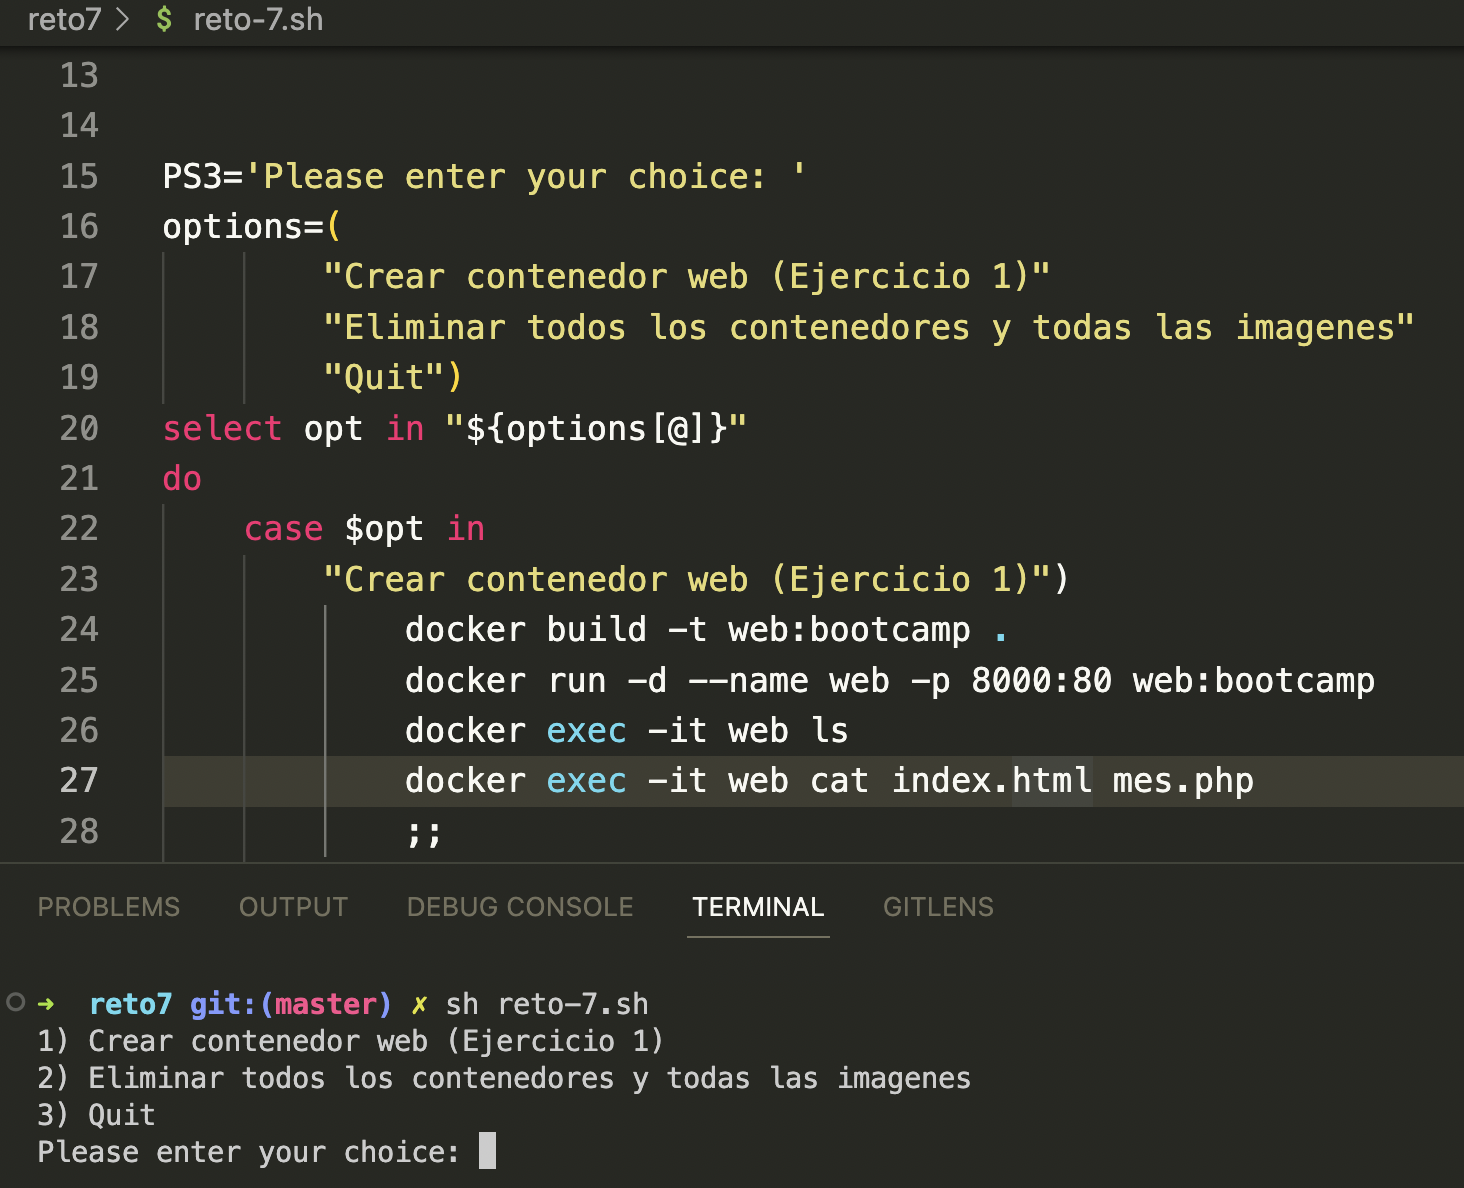 reto7 > $ reto-7.sh
13
14
15 PS3='Please enter your choice: '
16 options=(
17 "Crear contenedor web (Ejercicio 1)"
18 "Eliminar todos los contenedores y todas las imagenes"
19 "Quit")
20 select opt in "${options[@]}"
21 do
22 case $opt in
23 "Crear contenedor web (Ejercicio 1)")
24 docker build -t web:bootcamp .
25 docker run -d --name web -p 8000:80 web:bootcamp
26 docker exec -it web ls
27 docker exec -it web cat index.html mes.php
28 ;;
PROBLEMS OUTPUT DEBUG CONSOLE TERMINAL GITLENS
➜ reto7 git:(master) ✗ sh reto-7.sh
1) Crear contenedor web (Ejercicio 1)
2) Eliminar todos los contenedores y todas las imagenes
3) Quit
Please enter your choice: